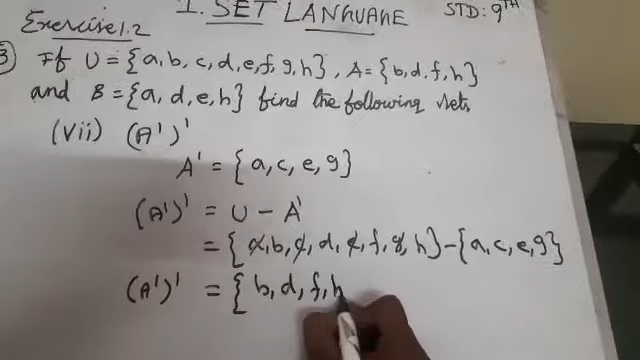 1. SET LANGUAGE STD: 9TH
Exercise 1.2
3) If U = {a, b, c, d, e, f, g, h}, A = {b, d, f, h}
and B = {a, d, e, h} find the following sets
(vii) (A')'
A' = {a, c, e, g}
(A')' = U - A'
= {a, b, c, d, e, f, g, h} - {a, c, e, g}
(A')' = { b, d, f, h